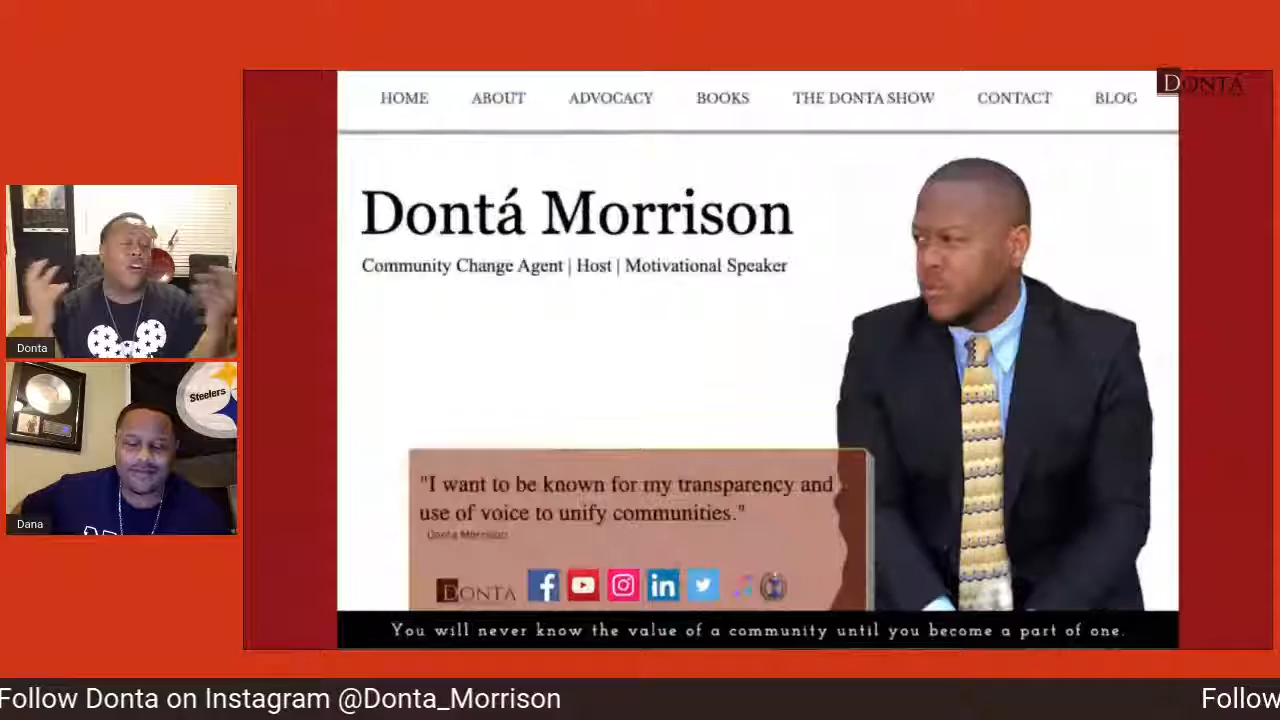 HOME ABOUT ADVOCACY BOOKS THE DONTA SHOW CONTACT BLOG
DONTÁ
Dontá Morrison
Community Change Agent | Host | Motivational Speaker
Donta
Steelers
Dana
"I want to be known for my transparency and
use of voice to unify communities."
Donta Morrison
DONTA
You will never know the value of a community until you become a part of one.
Follow Donta on Instagram @Donta_Morrison
Follow